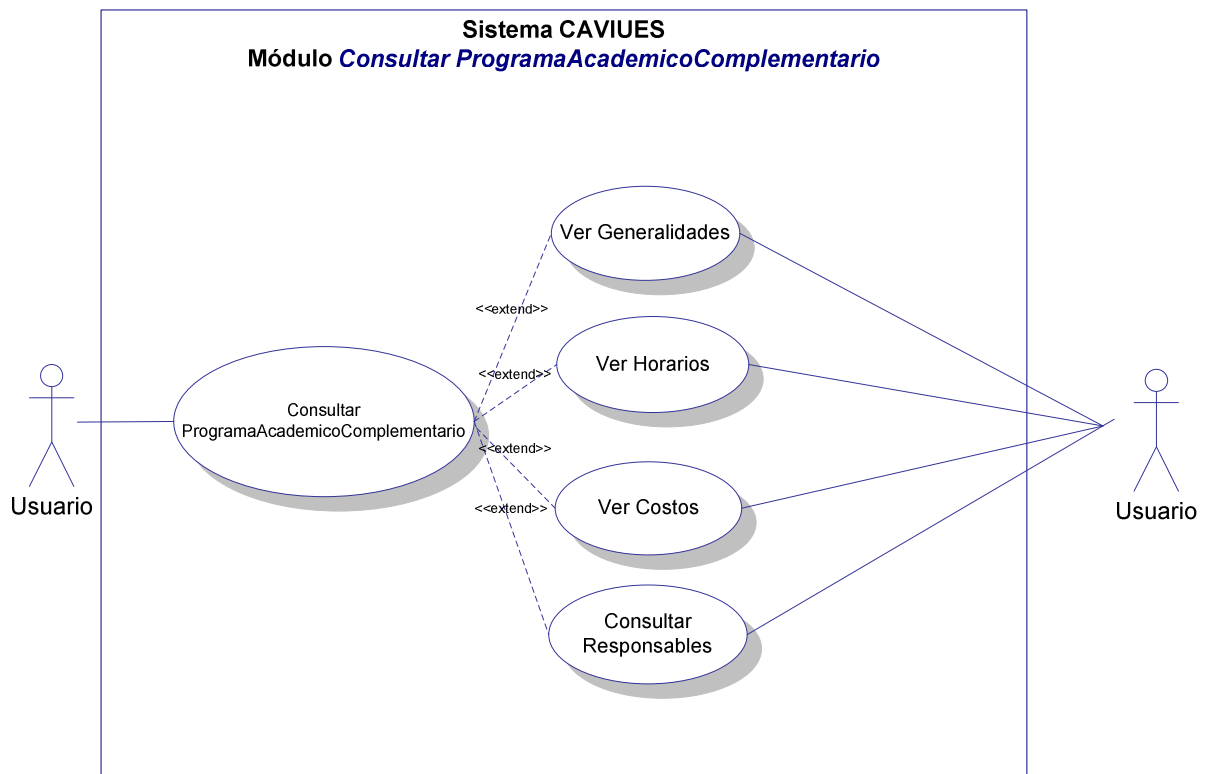 Sistema CAVIUES
Módulo Consultar ProgramaAcademicoComplementario
Ver Generalidades
<<extend>>
Ver Horarios
<<extend>>
Consultar
ProgramaAcademicoComplementario
<<extend>>
Ver Costos
<<extend>>
Usuario
Usuario
Consultar
Responsables